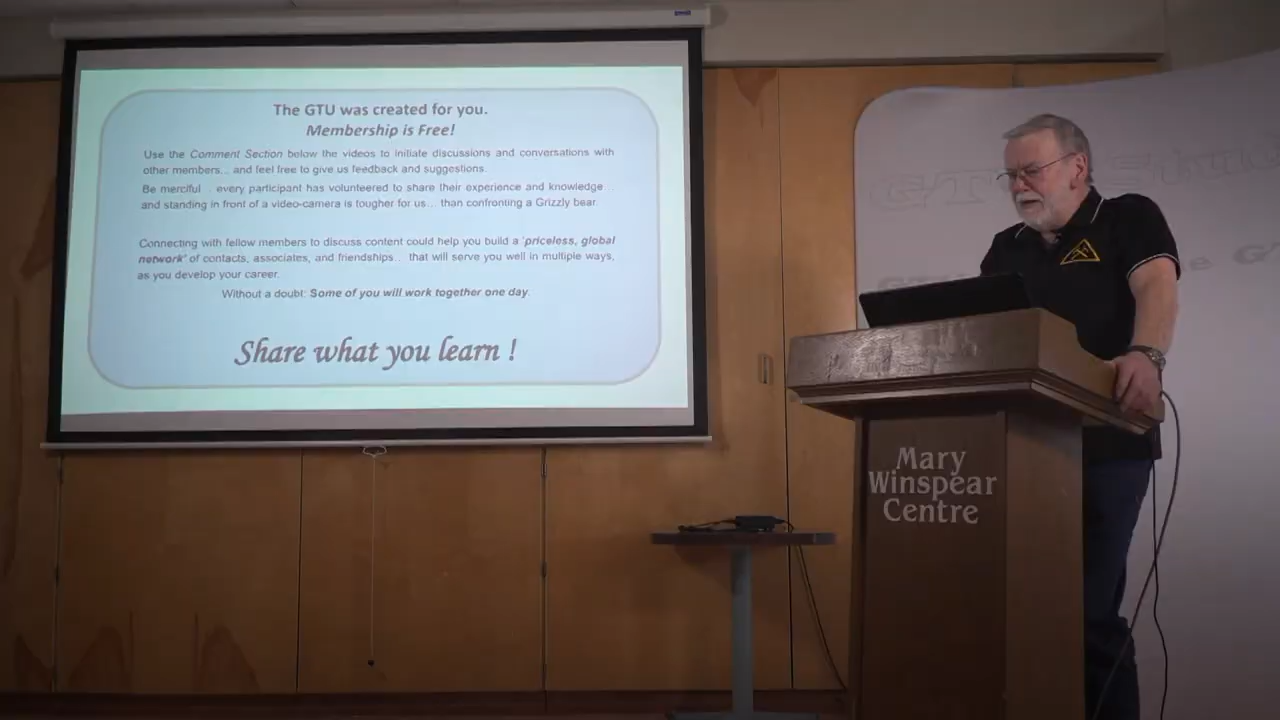 The GTU was created for you.
Membership is Free!
Use the Comment Section below the videos to initiate discussions and conversations with
other members... and feel free to give us feedback and suggestions.
Be merciful .. every participant has volunteered to share their experience and knowledge...
and standing in front of a video-camera is tougher for us... than confronting a Grizzly bear.
Connecting with fellow members to discuss content could help you build a 'priceless, global
network' of contacts, associates, and friendships... that will serve you well in multiple ways,
as you develop your career.
Without a doubt: Some of you will work together one day.
Share what you learn !
Mary
Winspear
Centre